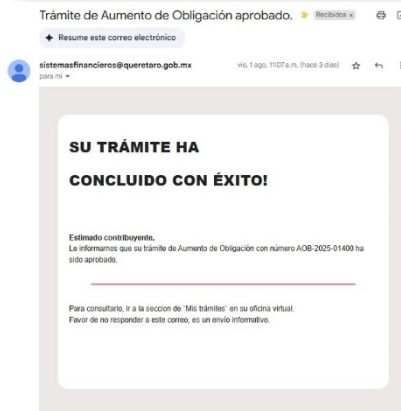 Trámite de Aumento de Obligación aprobado. Recibidos x
Resume este correo electrónico
sistemasfinancieros@queretaro.gob.mx vie, 1 ago, 11:07 a.m. (hace 3 días)
para mí
SU TRÁMITE HA
CONCLUIDO CON ÉXITO!
Estimado contribuyente,
Le informamos que su trámite de Aumento de Obligación con número AOB-2025-01400 ha
sido aprobado.
Para consultarlo, ir a la seccion de `Mis trámites´ en su oficina virtual.
Favor de no responder a este correo, es un envío informativo.